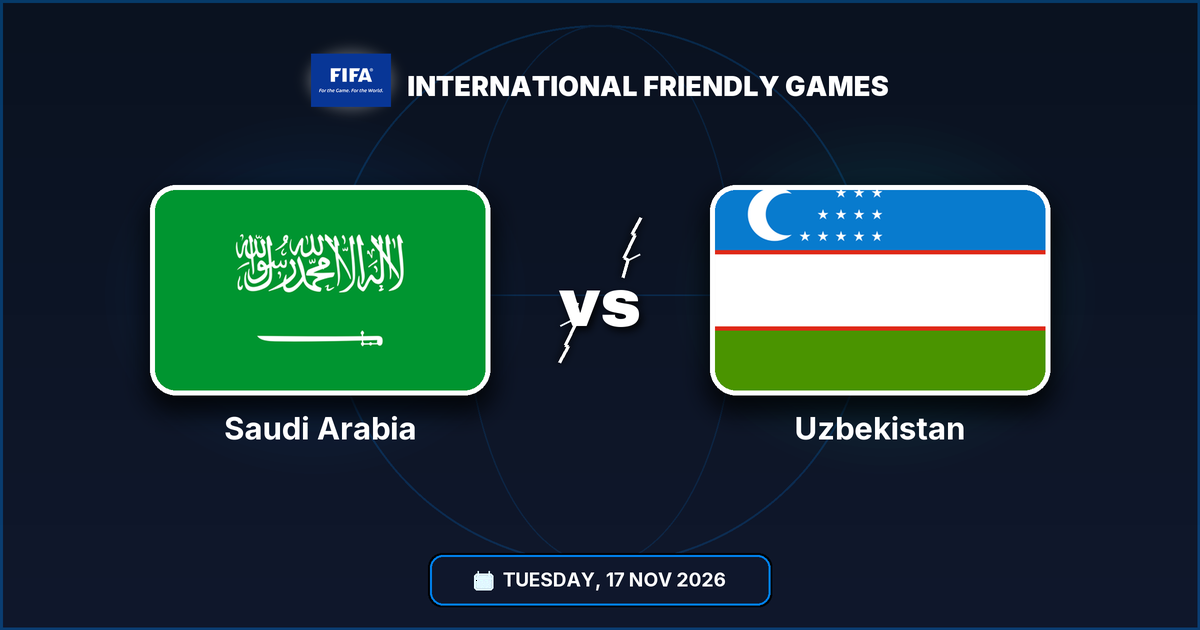 FIFA®
For the Game. For the World.
INTERNATIONAL FRIENDLY GAMES
لا إله إلا الله محمد رسول الله
vs
Saudi Arabia
Uzbekistan
TUESDAY, 17 NOV 2026